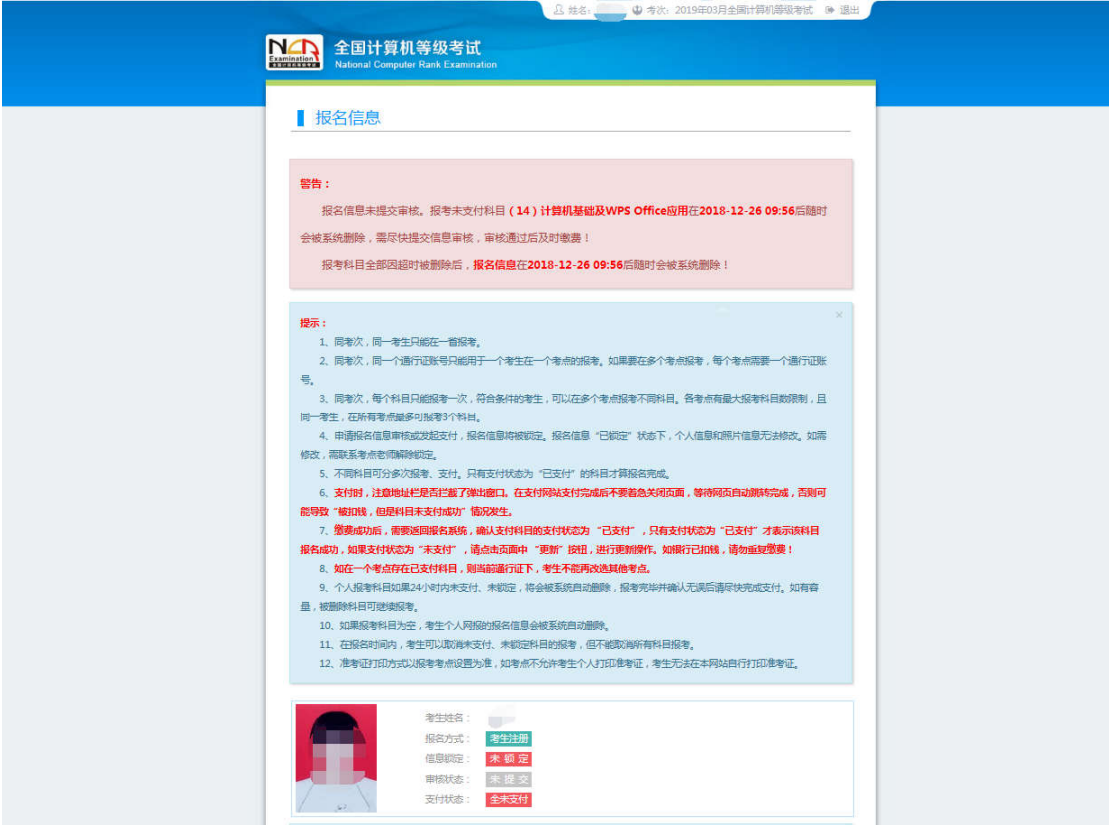 姓名：
考次：2019年03月全国计算机等级考试
退出
NCR
Examination
全国计算机等级考试
全国计算机等级考试
National Computer Rank Examination
报名信息
警告：
报名信息未提交审核。报考未支付科目（14）计算机基础及WPS Office应用在2018-12-26 09:56后随时
会被系统删除，需尽快提交信息审核，审核通过后及时缴费！
报考科目全部因超时被删除后，报名信息在2018-12-26 09:56后随时会被系统删除！
×
提示：
1、同考次，同一考生只能在一省报考。
2、同考次，同一个通行证账号只能用于一个考生在一个考点的报考。如果要在多个考点报考，每个考点需要一个通行证账
号。
3、同考次，每个科目只能报考一次，符合条件的考生，可以在多个考点报考不同科目。各考点有最大报考科目数限制，且
同一考生，在所有考点最多可报考3个科目。
4、申请报名信息审核或发起支付，报名信息将被锁定。报名信息“已锁定”状态下，个人信息和照片信息无法修改。如需
修改，需联系考点老师解除锁定。
5、不同科目可分多次报考、支付。只有支付状态为“已支付”的科目才算报名完成。
6、支付时，注意地址栏是否拦截了弹出窗口。在支付网站支付完成后不要着急关闭页面，等待网页自动跳转完成，否则可
能导致“被扣钱，但是科目未支付成功”情况发生。
7、缴费成功后，需要返回报名系统，确认支付科目的支付状态为 “已支付”，只有支付状态为“已支付”才表示该科目
报名成功，如果支付状态为“未支付”，请点击页面中“更新”按钮，进行更新操作。如银行已扣钱，请勿重复缴费！
8、如在一个考点存在已支付科目，则当前通行证下，考生不能再改选其他考点。
9、个人报考科目如果24小时内未支付、未锁定，将会被系统自动删除，报考完毕并确认无误后请尽快完成支付。如有容
量，被删除科目可继续报考。
10、如果报考科目为空，考生个人网报的报名信息会被系统自动删除。
11、在报名时间内，考生可以取消未支付、未锁定科目的报考，但不能取消所有科目报考。
12、准考证打印方式以报考考点设置为准，如考点不允许考生个人打印准考证，考生无法在本网站自行打印准考证。
考生姓名：
报名方式：考生注册
信息锁定：未 锁 定
审核状态：未 提 交
支付状态：全未支付